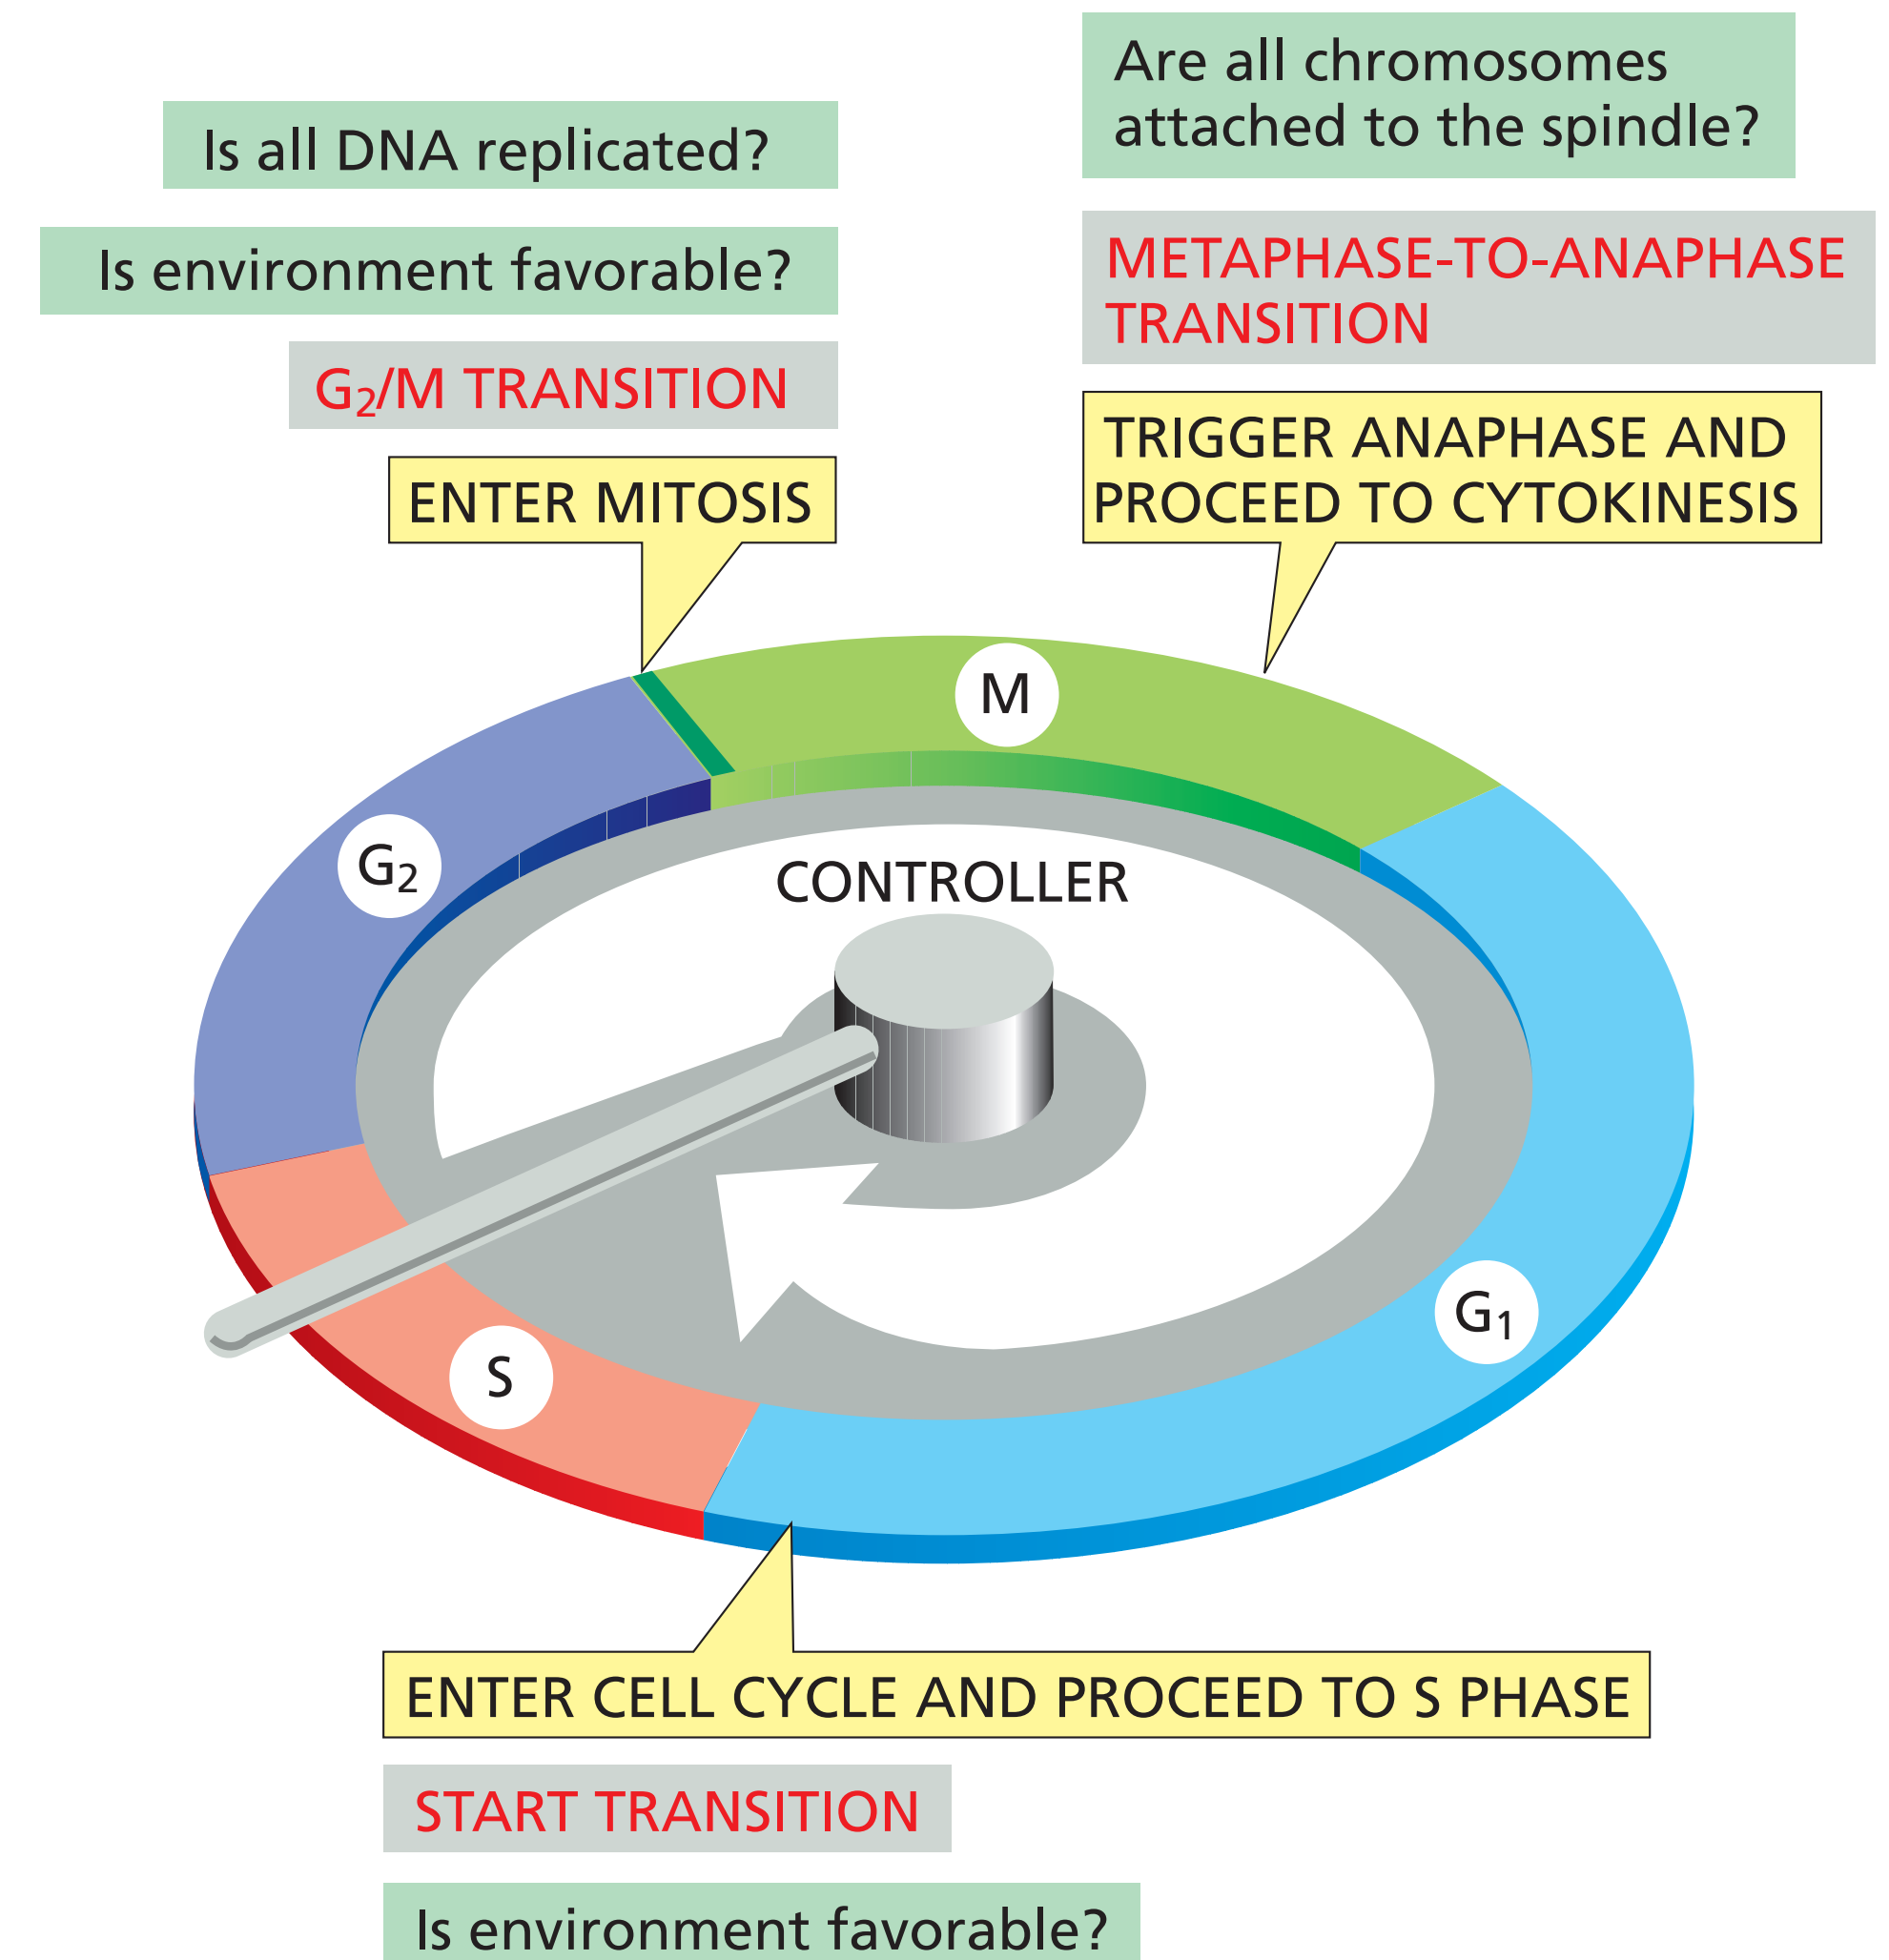 Is all DNA replicated?
Is environment favorable?
G₂/M TRANSITION
ENTER MITOSIS
Are all chromosomes
attached to the spindle?
METAPHASE-TO-ANAPHASE
TRANSITION
TRIGGER ANAPHASE AND
PROCEED TO CYTOKINESIS
M
G₂
CONTROLLER
G₁
S
ENTER CELL CYCLE AND PROCEED TO S PHASE
START TRANSITION
Is environment favorable?